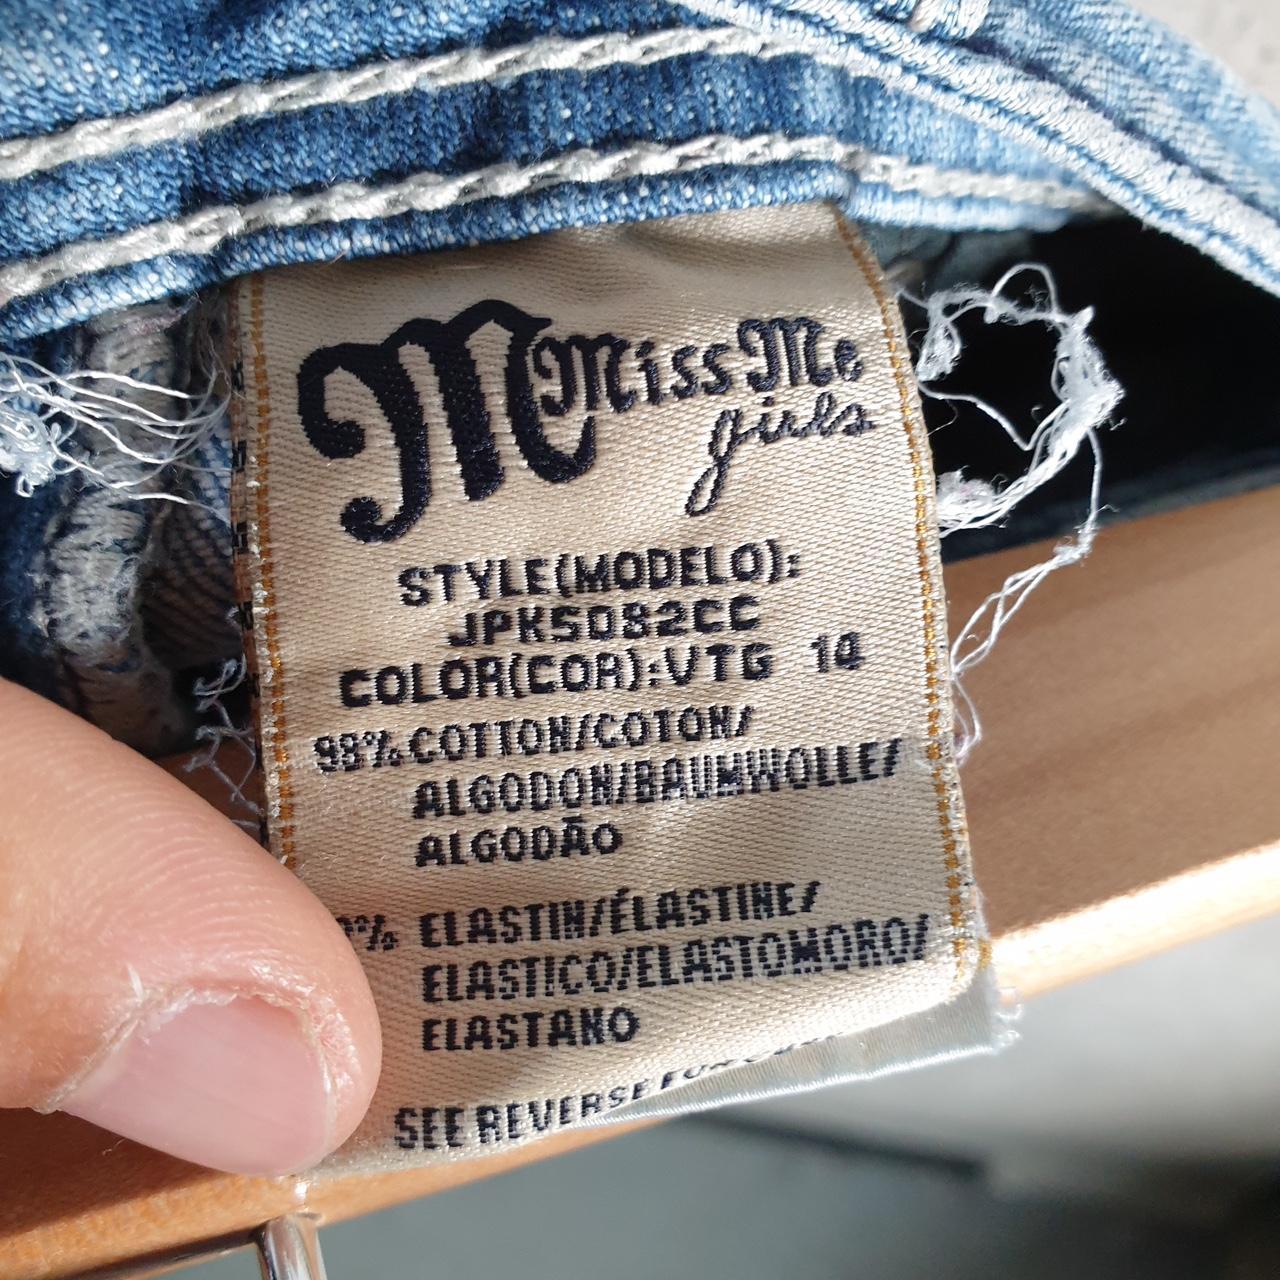 M Miss Me
girls
STYLE(MODELO):
JPK5082CC
COLOR(COR):VTG 14
98% COTTON/COTON/
ALGODON/BAUMWOLLE/
ALGODÃO
% ELASTIN/ÉLASTINE/
ELASTICO/ELASTOMORO/
ELASTANO
SEE REVERSE FOR